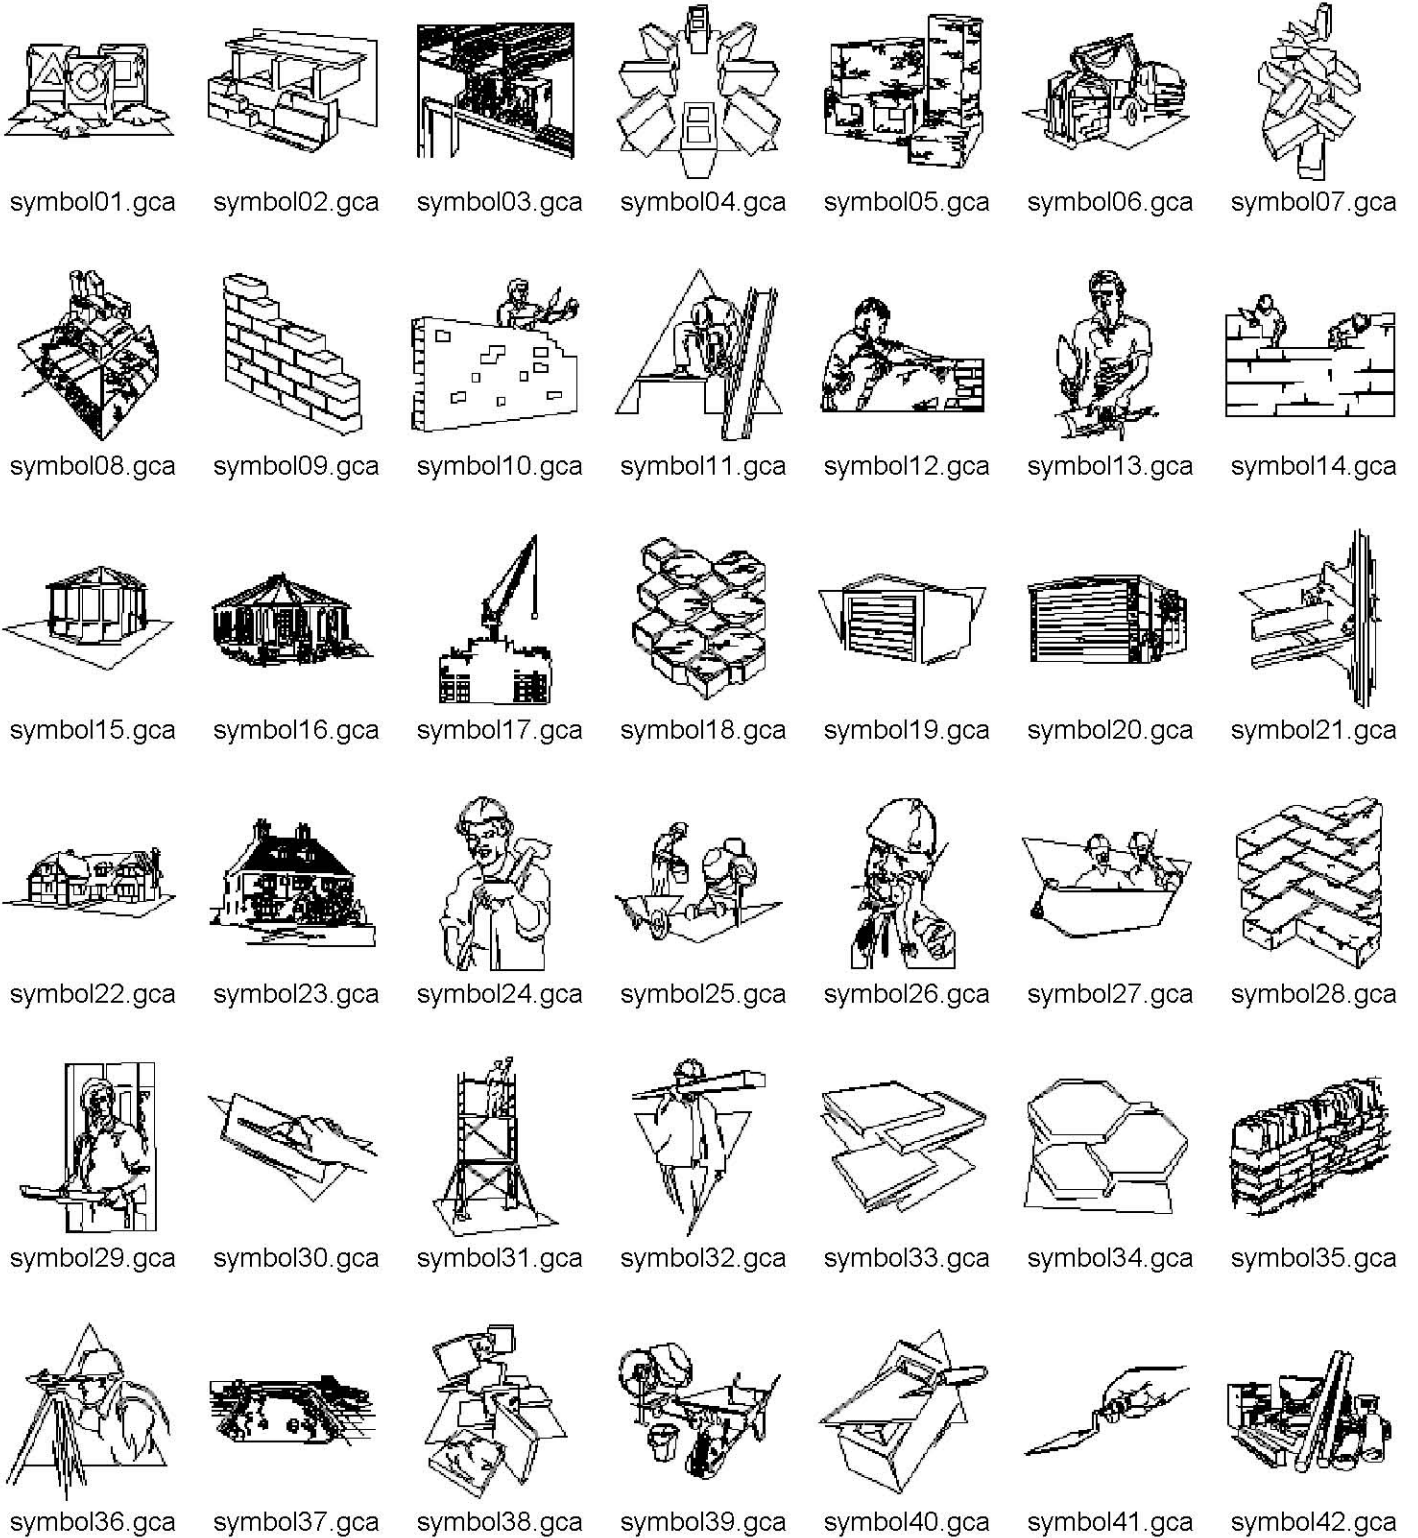 symbol01.gca symbol02.gca symbol03.gca symbol04.gca symbol05.gca symbol06.gca symbol07.gca
symbol08.gca symbol09.gca symbol10.gca symbol11.gca symbol12.gca symbol13.gca symbol14.gca
symbol15.gca symbol16.gca symbol17.gca symbol18.gca symbol19.gca symbol20.gca symbol21.gca
symbol22.gca symbol23.gca symbol24.gca symbol25.gca symbol26.gca symbol27.gca symbol28.gca
symbol29.gca symbol30.gca symbol31.gca symbol32.gca symbol33.gca symbol34.gca symbol35.gca
symbol36.gca symbol37.gca symbol38.gca symbol39.gca symbol40.gca symbol41.gca symbol42.gca